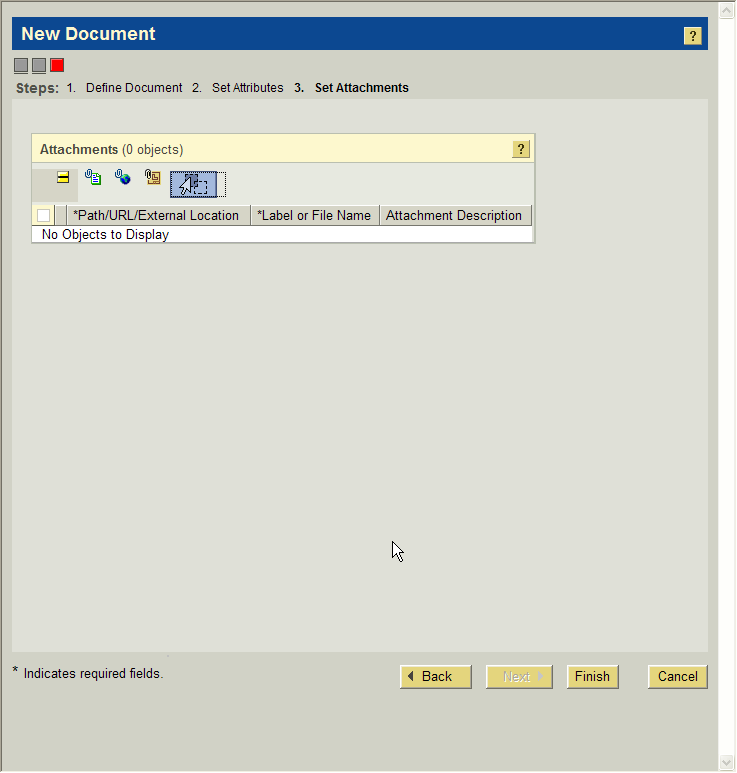 New Document
?
Steps: 1. Define Document 2. Set Attributes 3. Set Attachments
Attachments (0 objects)
?
*Path/URL/External Location *Label or File Name Attachment Description
No Objects to Display
* Indicates required fields.
Back Next Finish Cancel